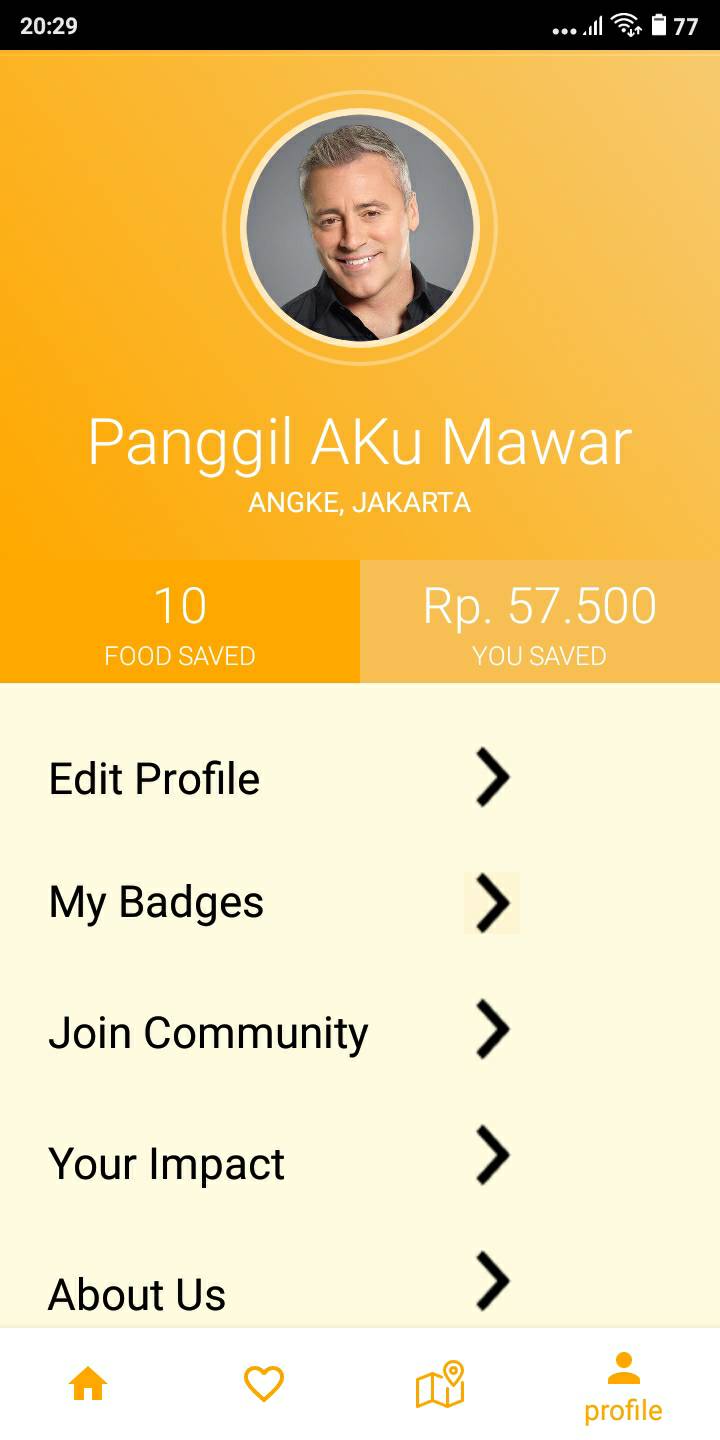 20:29
77
Panggil AKu Mawar
ANGKE, JAKARTA
10
Rp. 57.500
FOOD SAVED
YOU SAVED
Edit Profile
My Badges
Join Community
Your Impact
About Us
profile